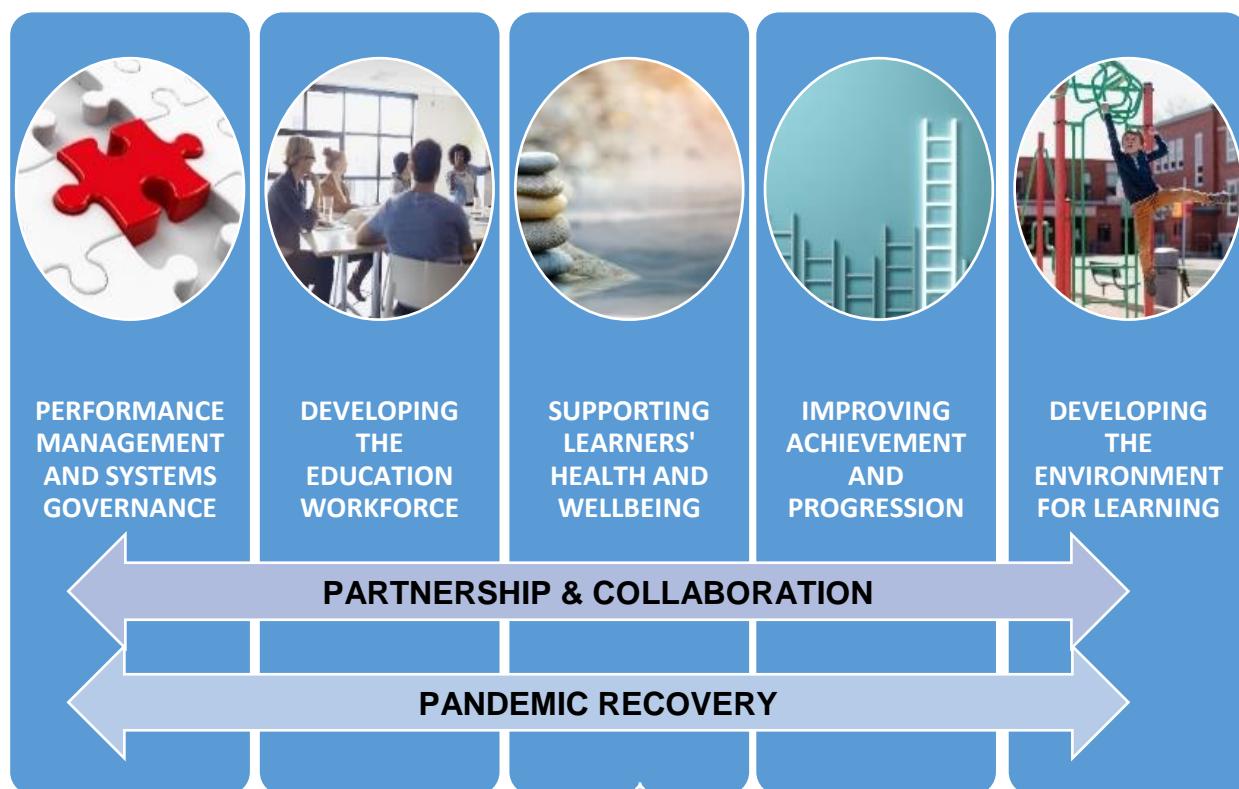 PERFORMANCE
MANAGEMENT
AND SYSTEMS
GOVERNANCE
DEVELOPING
THE
EDUCATION
WORKFORCE
SUPPORTING
LEARNERS'
HEALTH AND
WELLBEING
IMPROVING
ACHIEVEMENT
AND
PROGRESSION
DEVELOPING
THE
ENVIRONMENT
FOR LEARNING
PARTNERSHIP & COLLABORATION
PANDEMIC RECOVERY